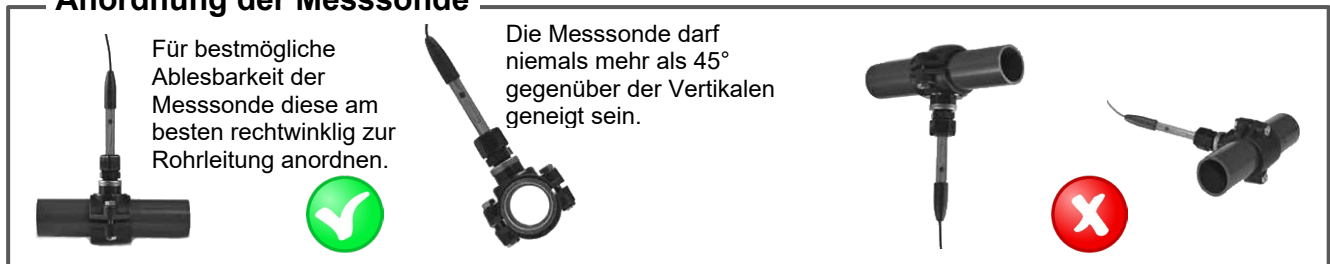 Anordnung der Messsonde
Für bestmögliche
Ablesbarkeit der
Messsonde diese am
besten rechtwinklig zur
Rohrleitung anordnen.
Die Messsonde darf
niemals mehr als 45°
gegenüber der Vertikalen
geneigt sein.